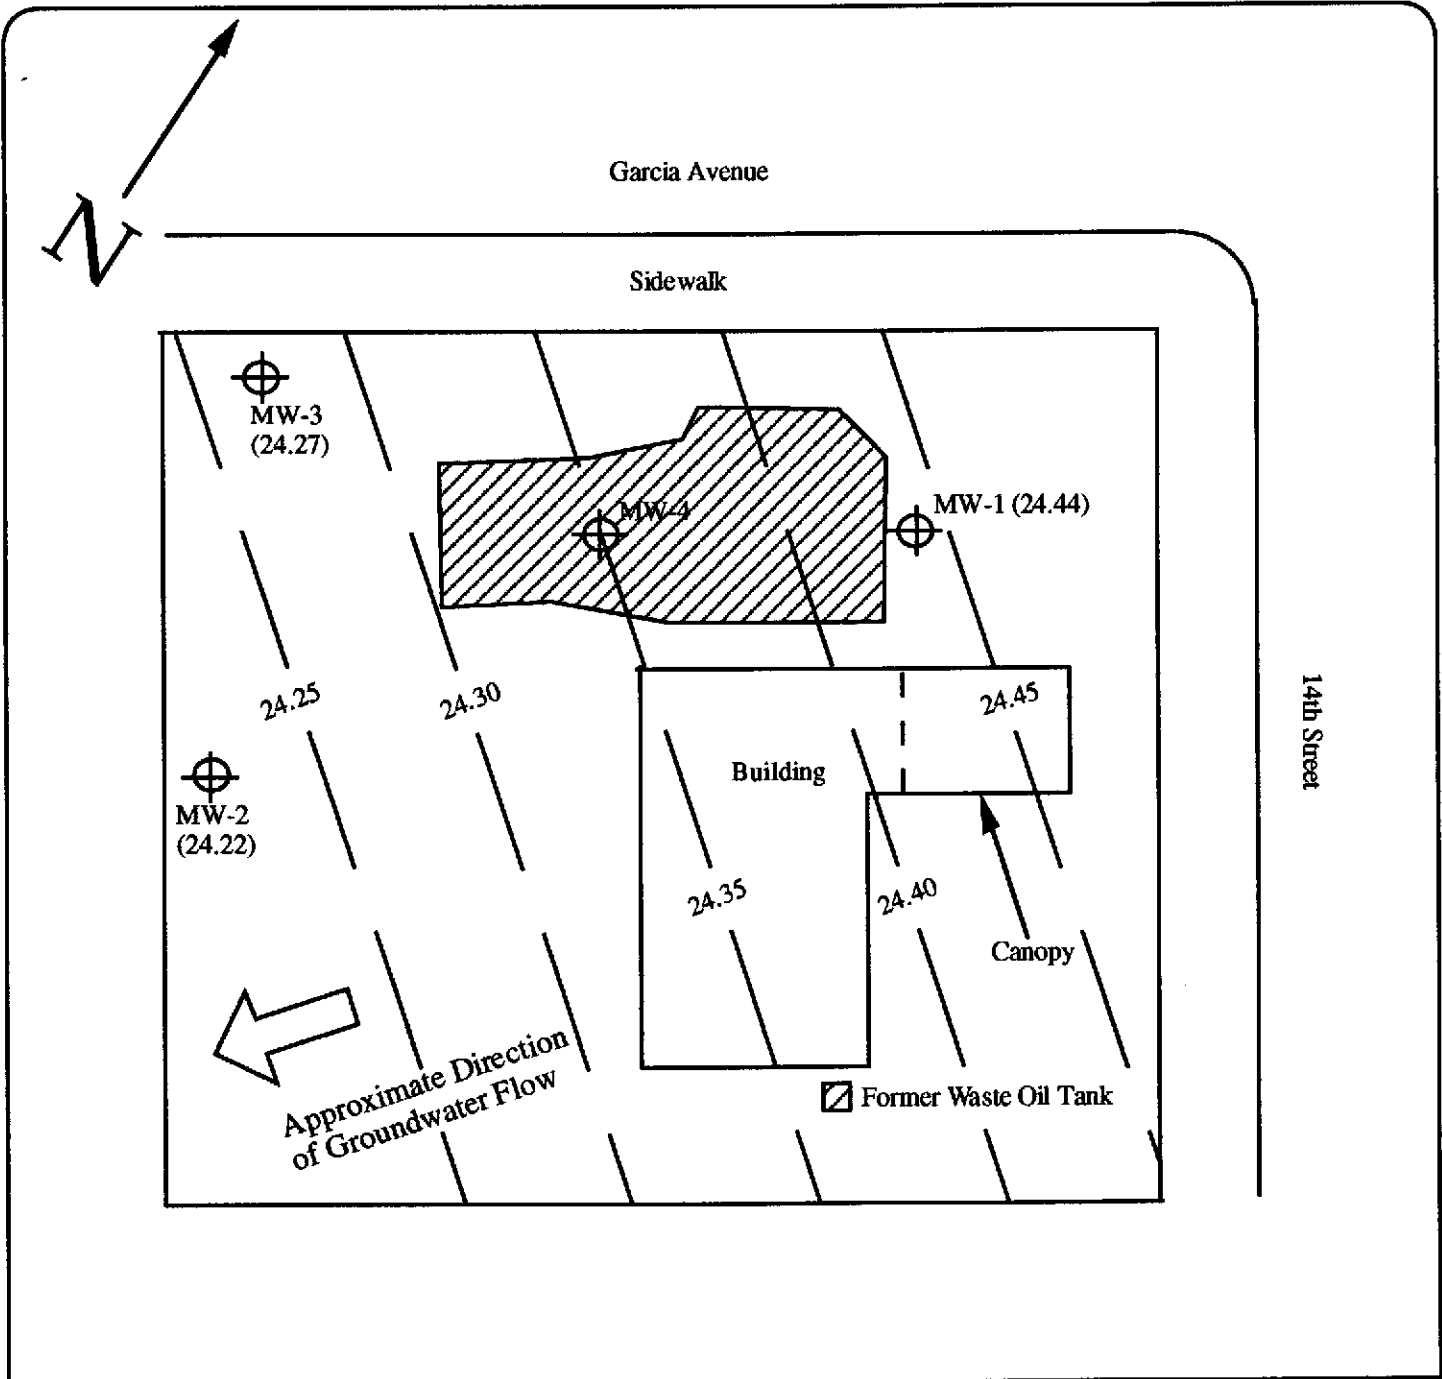 N
Garcia Avenue
Sidewalk
MW-3
(24.27)
MW-4
MW-1 (24.44)
24.25
24.30
24.45
14th Street
Building
MW-2
(24.22)
24.35
24.40
Canopy
Approximate Direction
of Groundwater Flow
Former Waste Oil Tank